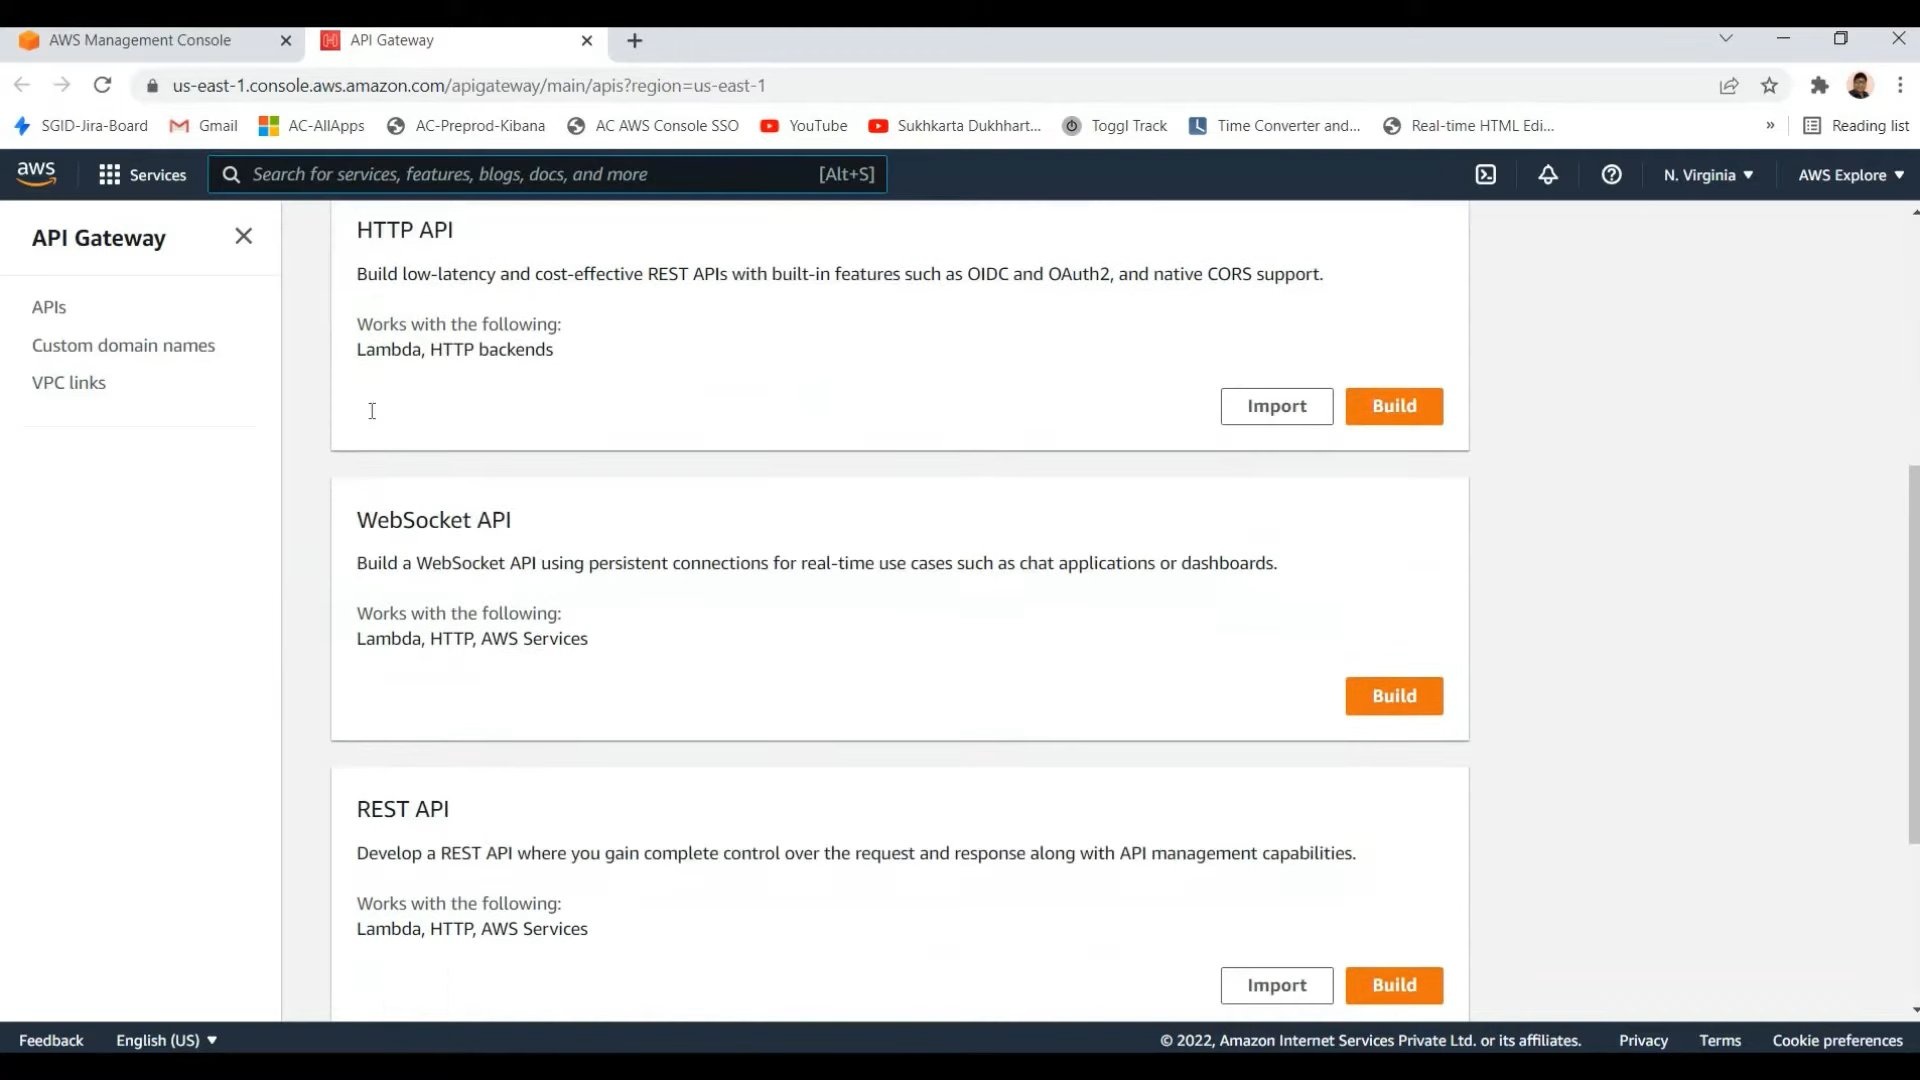 AWS Management Console
API Gateway
us-east-1.console.aws.amazon.com/apigateway/main/apis?region=us-east-1
SGID-Jira-Board Gmail AC-AllApps AC-Preprod-Kibana AC AWS Console SSO YouTube Sukhkarta Dukhhart... Toggl Track Time Converter and... Real-time HTML Edi... » Reading list
aws Services Search for services, features, blogs, docs, and more [Alt+S] N. Virginia AWS Explore
API Gateway
APIs
Custom domain names
VPC links
HTTP API
Build low-latency and cost-effective REST APIs with built-in features such as OIDC and OAuth2, and native CORS support.
Works with the following:
Lambda, HTTP backends
Import Build
WebSocket API
Build a WebSocket API using persistent connections for real-time use cases such as chat applications or dashboards.
Works with the following:
Lambda, HTTP, AWS Services
Build
REST API
Develop a REST API where you gain complete control over the request and response along with API management capabilities.
Works with the following:
Lambda, HTTP, AWS Services
Import Build
Feedback English (US) © 2022, Amazon Internet Services Private Ltd. or its affiliates. Privacy Terms Cookie preferences